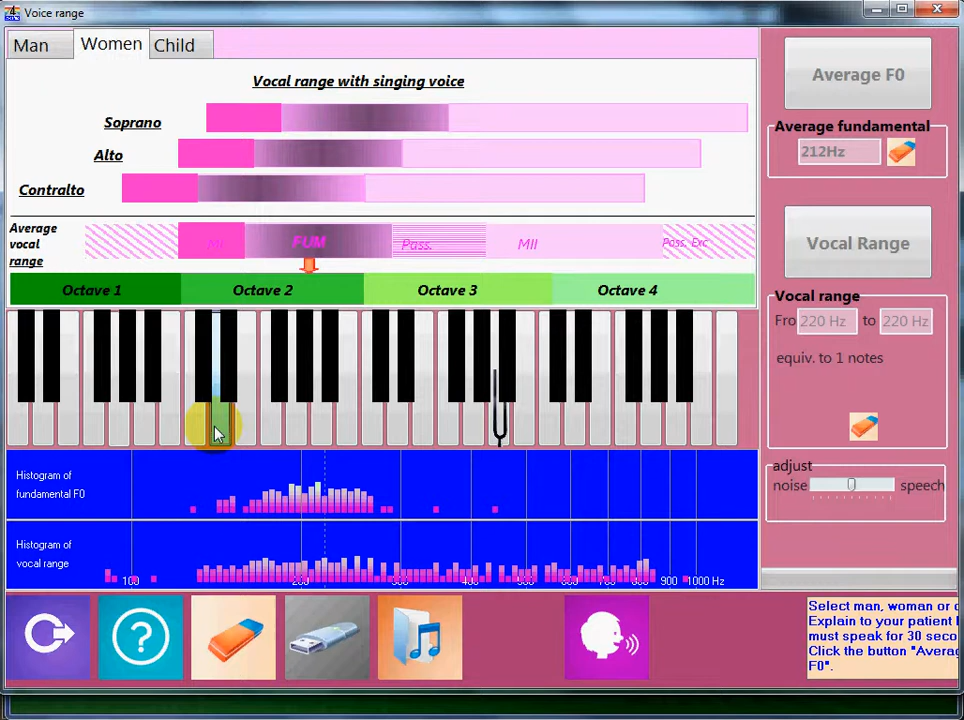 Voice range
Man
Women
Child
Vocal range with singing voice
Soprano
Alto
Contralto
Average
vocal
range
MI
FUM
Pass.
MII
Pass. Exc
Octave 1
Octave 2
Octave 3
Octave 4
Histogram of
fundamental F0
Histogram of
vocal range
100
200
900
1000 Hz
Average F0
Average fundamental
212Hz
Vocal Range
Vocal range
Fro 220 Hz to 220 Hz
equiv. to 1 notes
adjust
noise
speech
Select man, woman or c
Explain to your patient
must speak for 30 seco
Click the button "Avera
F0".